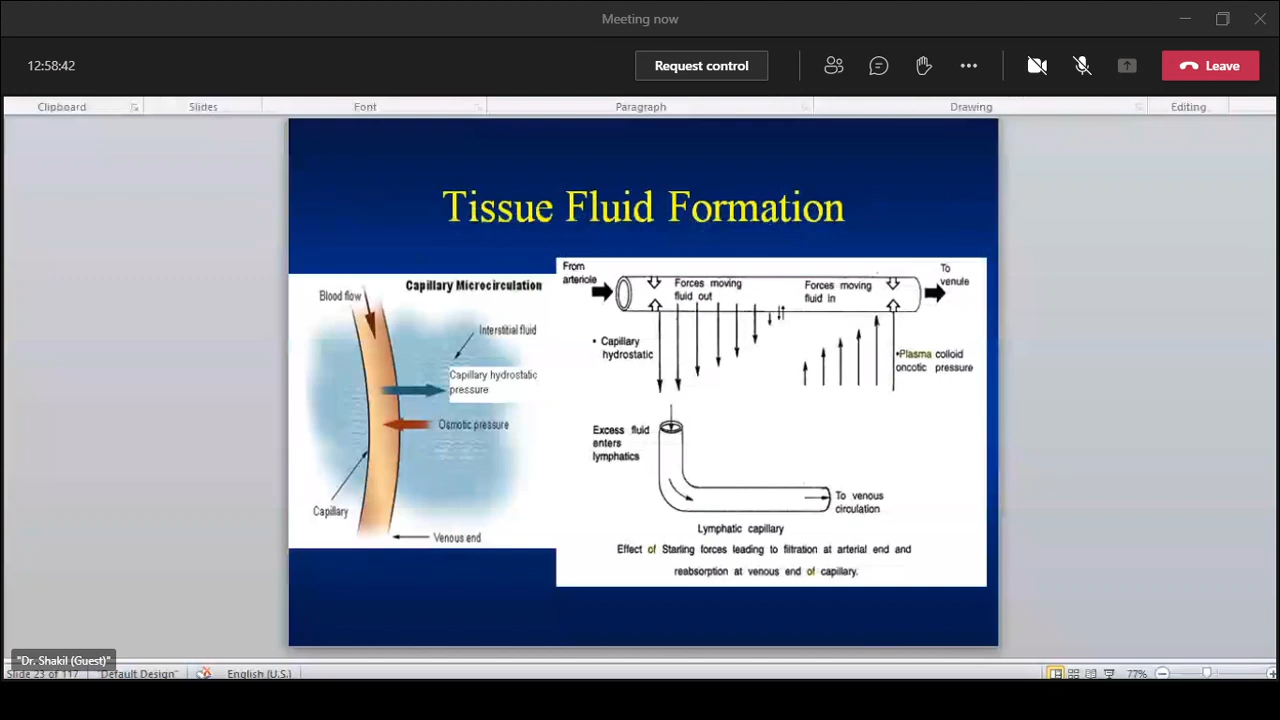 Meeting now
12:58:42
Request control
Leave
Clipboard
Slides
Font
Paragraph
Drawing
Editing
Tissue Fluid Formation
Capillary Microcirculation
Blood flow
Interstitial fluid
Capillary hydrostatic
pressure
Osmotic pressure
Capillary
Venous end
From
arteriole
Forces moving
fluid out
Forces moving
fluid in
To
venule
• Capillary
hydrostatic
•Plasma colloid
oncotic pressure
Excess fluid
enters
lymphatics
To venous
circulation
Lymphatic capillary
Effect of Starling forces leading to filtration at arterial end and
reabsorption at venous end of capillary.
"Dr. Shakil (Guest)"
Slide 23 of 117
"Default Design"
English (U.S.)
77%